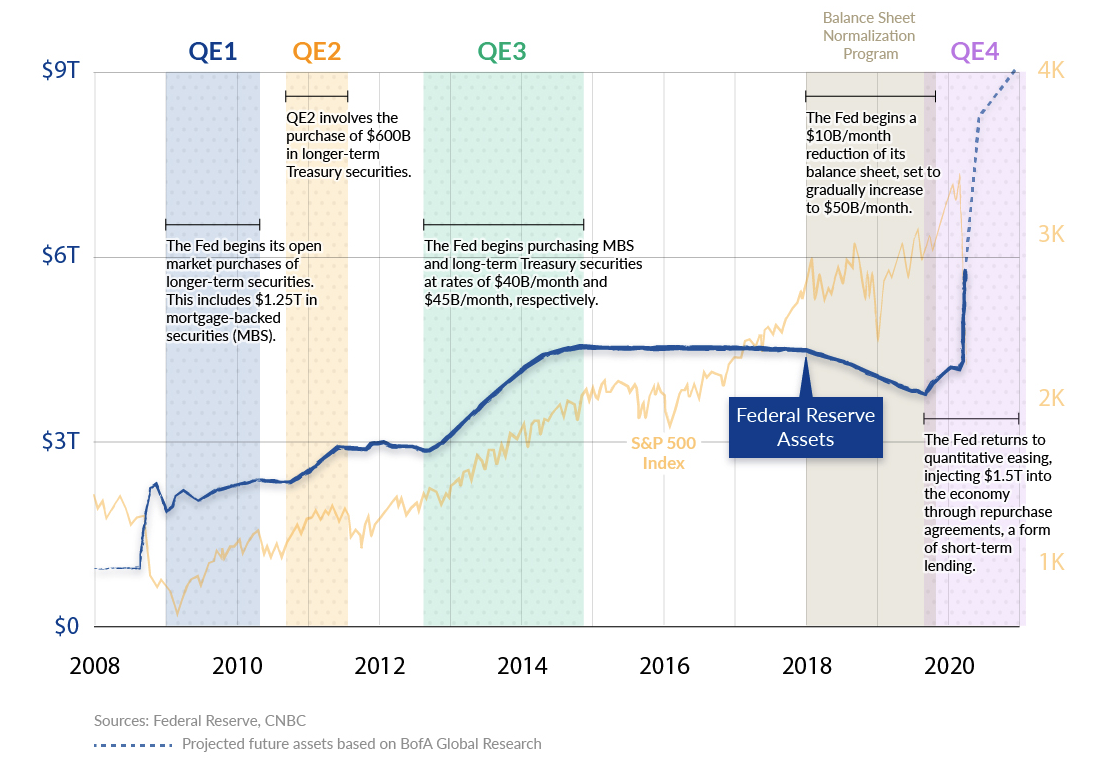 Balance Sheet
Normalization
Program
QE1
QE2
QE3
QE4
$9T
4K
QE2 involves the
purchase of $600B
in longer-term
Treasury securities.
The Fed begins a
$10B/month
reduction of its
balance sheet, set to
gradually increase
to $50B/month.
The Fed begins its open
market purchases of
longer-term securities.
This includes $1.25T in
mortgage-backed
securities (MBS).
The Fed begins purchasing MBS
and long-term Treasury securities
at rates of $40B/month and
$45B/month, respectively.
$6T
3K
2K
Federal Reserve
Assets
$3T
S&P 500
Index
The Fed returns to
quantitative easing,
injecting $1.5T into
the economy
through repurchase
agreements, a form
of short-term
lending.
1K
$0
2008 2010 2012 2014 2016 2018 2020
Sources: Federal Reserve, CNBC
Projected future assets based on BofA Global Research